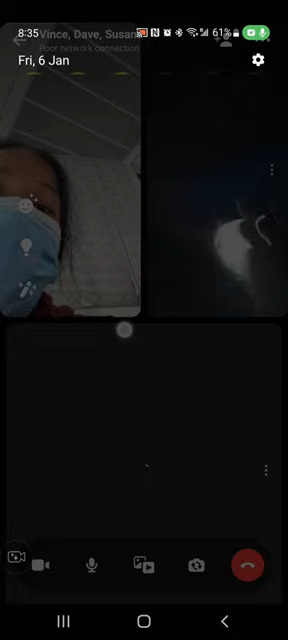 8:35
61%
Vince, Dave, Susan
Poor network connection
Fri, 6 Jan